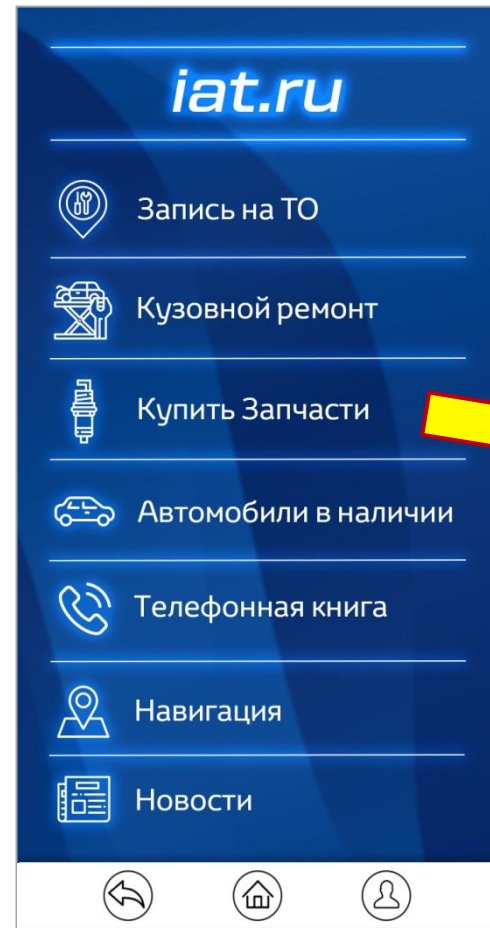 iat.ru
Запись на ТО
Кузовной ремонт
Купить Запчасти
Автомобили в наличии
Телефонная книга
Навигация
Новости